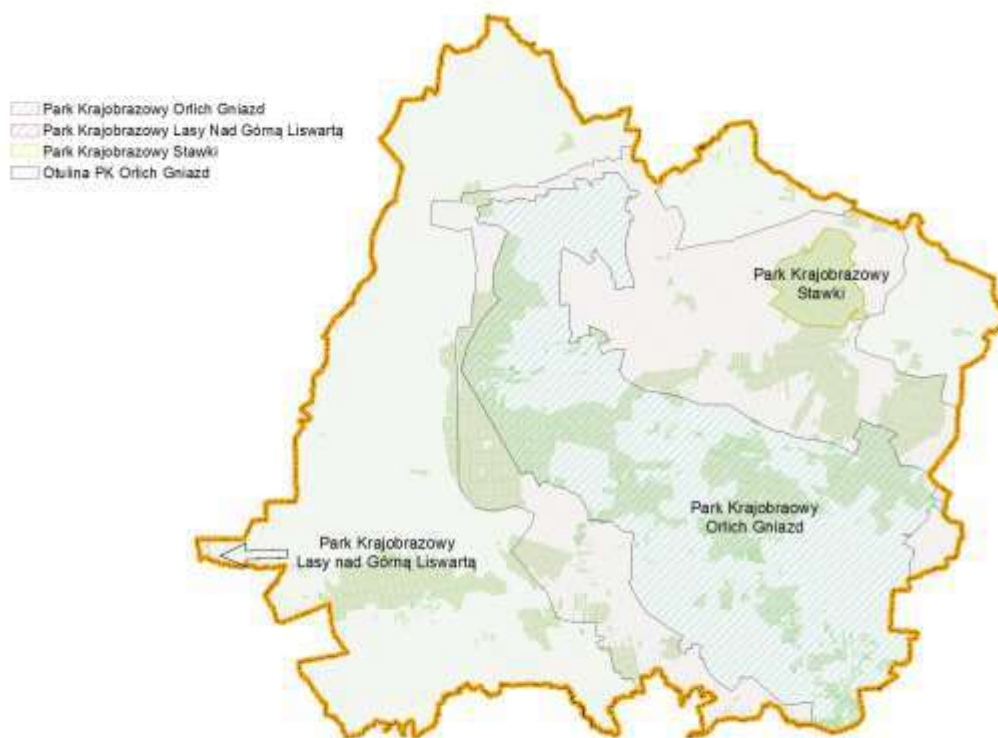 Park Krajobrazowy Orlich Gniazd
Park Krajobrazowy Lasy Nad Górną Liswartą
Park Krajobrazowy Stawki
Otulina PK Orlich Gniazd
Park Krajobrazowy
Stawki
Park Krajobraowy
Orlich Gniazd
Park Krajobrazowy
Lasy nad Górną Liswartą